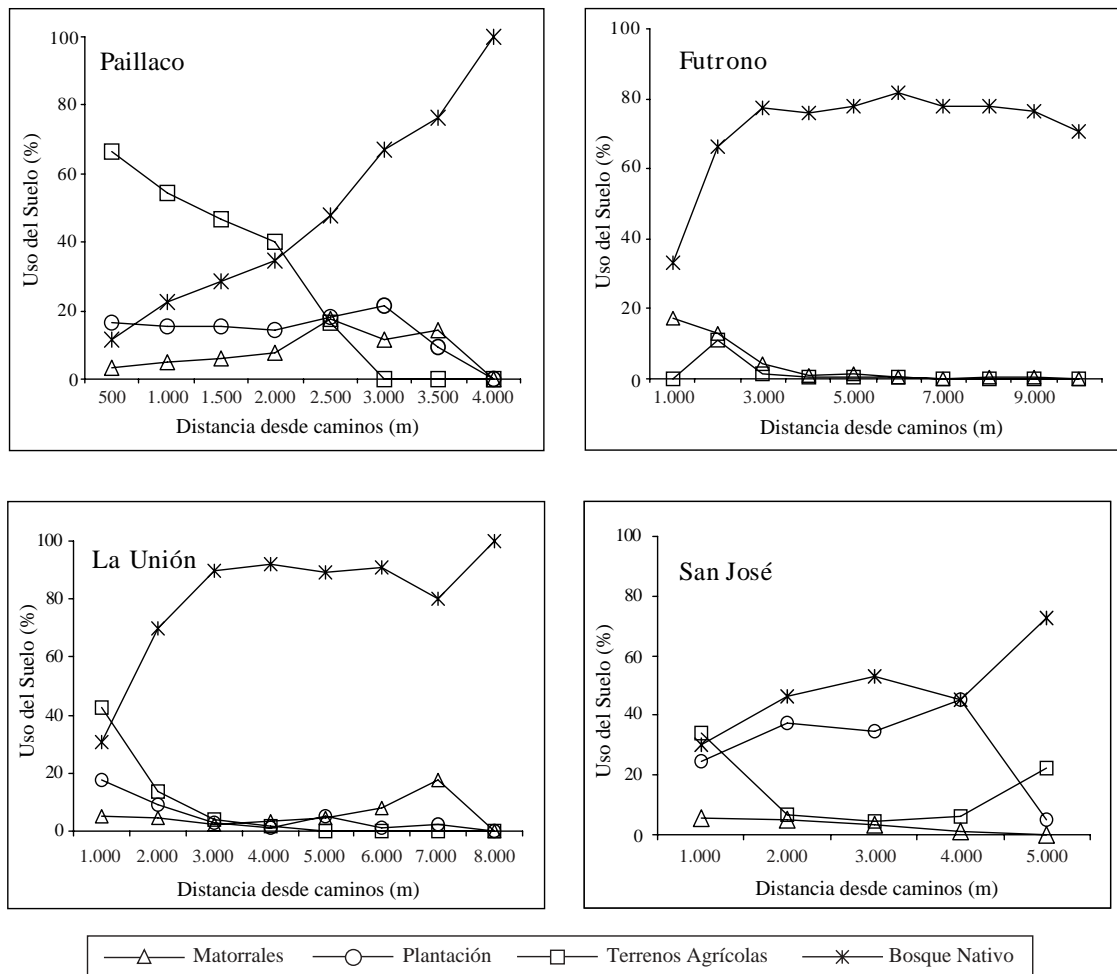 Paillaco
Uso del Suelo (%)
100
80
60
40
20
0
500 1.000 1.500 2.000 2.500 3.000 3.500 4.000
Distancia desde caminos (m)
Futrono
Uso del Suelo (%)
100
80
60
40
20
0
1.000 3.000 5.000 7.000 9.000
Distancia desde caminos (m)
La Unión
Uso del Suelo (%)
100
80
60
40
20
0
1.000 2.000 3.000 4.000 5.000 6.000 7.000 8.000
Distancia desde caminos (m)
San José
Uso del Suelo (%)
100
80
60
40
20
0
1.000 2.000 3.000 4.000 5.000
Distancia desde caminos (m)
Matorrales Plantación Terrenos Agrícolas Bosque Nativo